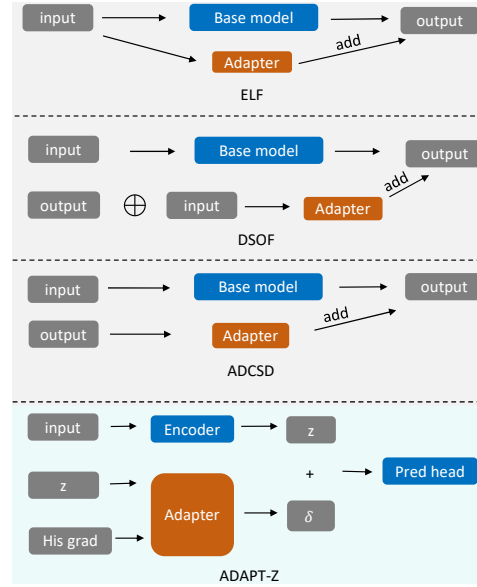 input Base model output
add
Adapter
ELF
input Base model output
add
output ⊕ input Adapter
DSOF
input Base model output
add
output Adapter
ADCSD
input Encoder z
+ Pred head
z
Adapter
δ
His grad
ADAPT-Z